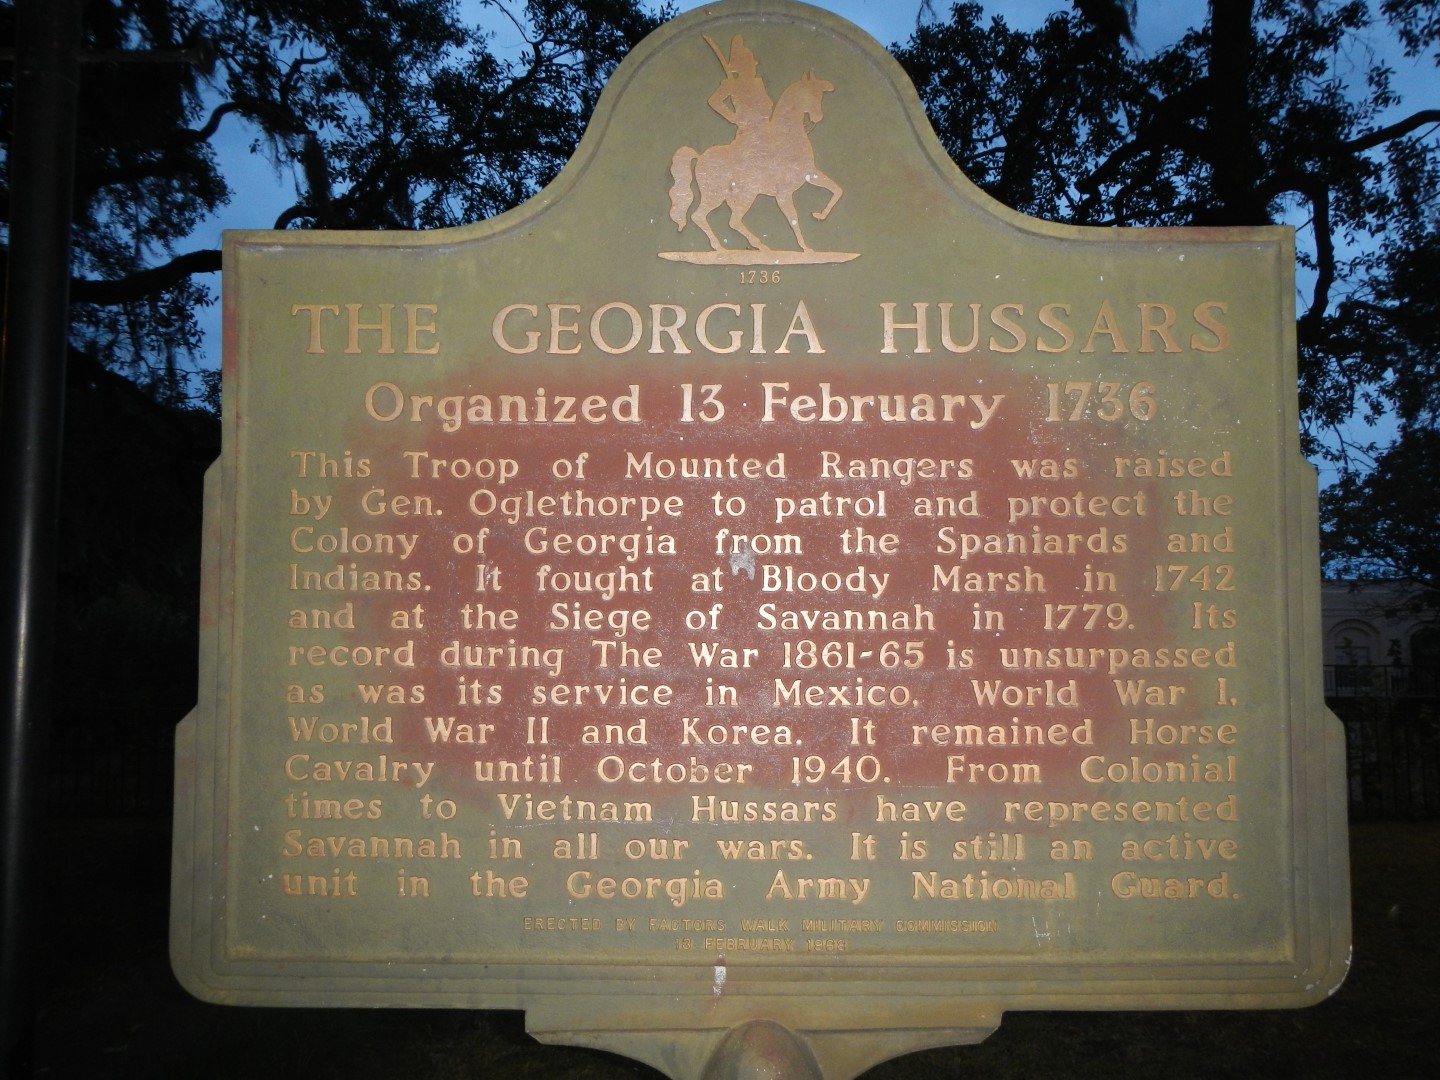 1736
THE GEORGIA HUSSARS
Organized 13 February 1736
This Troop of Mounted Rangers was raised
by Gen. Oglethorpe to patrol and protect the
Colony of Georgia from the Spaniards and
Indians. It fought at Bloody Marsh in 1742
and at the Siege of Savannah in 1779. Its
record during The War 1861-65 is unsurpassed
as was its service in Mexico, World War I,
World War II and Korea. It remained Horse
Cavalry until October 1940. From Colonial
times to Vietnam Hussars have represented
Savannah in all our wars. It is still an active
unit in the Georgia Army National Guard.
ERECTED BY FACTORS WALK MILITARY COMMISSION
13 FEBRUARY